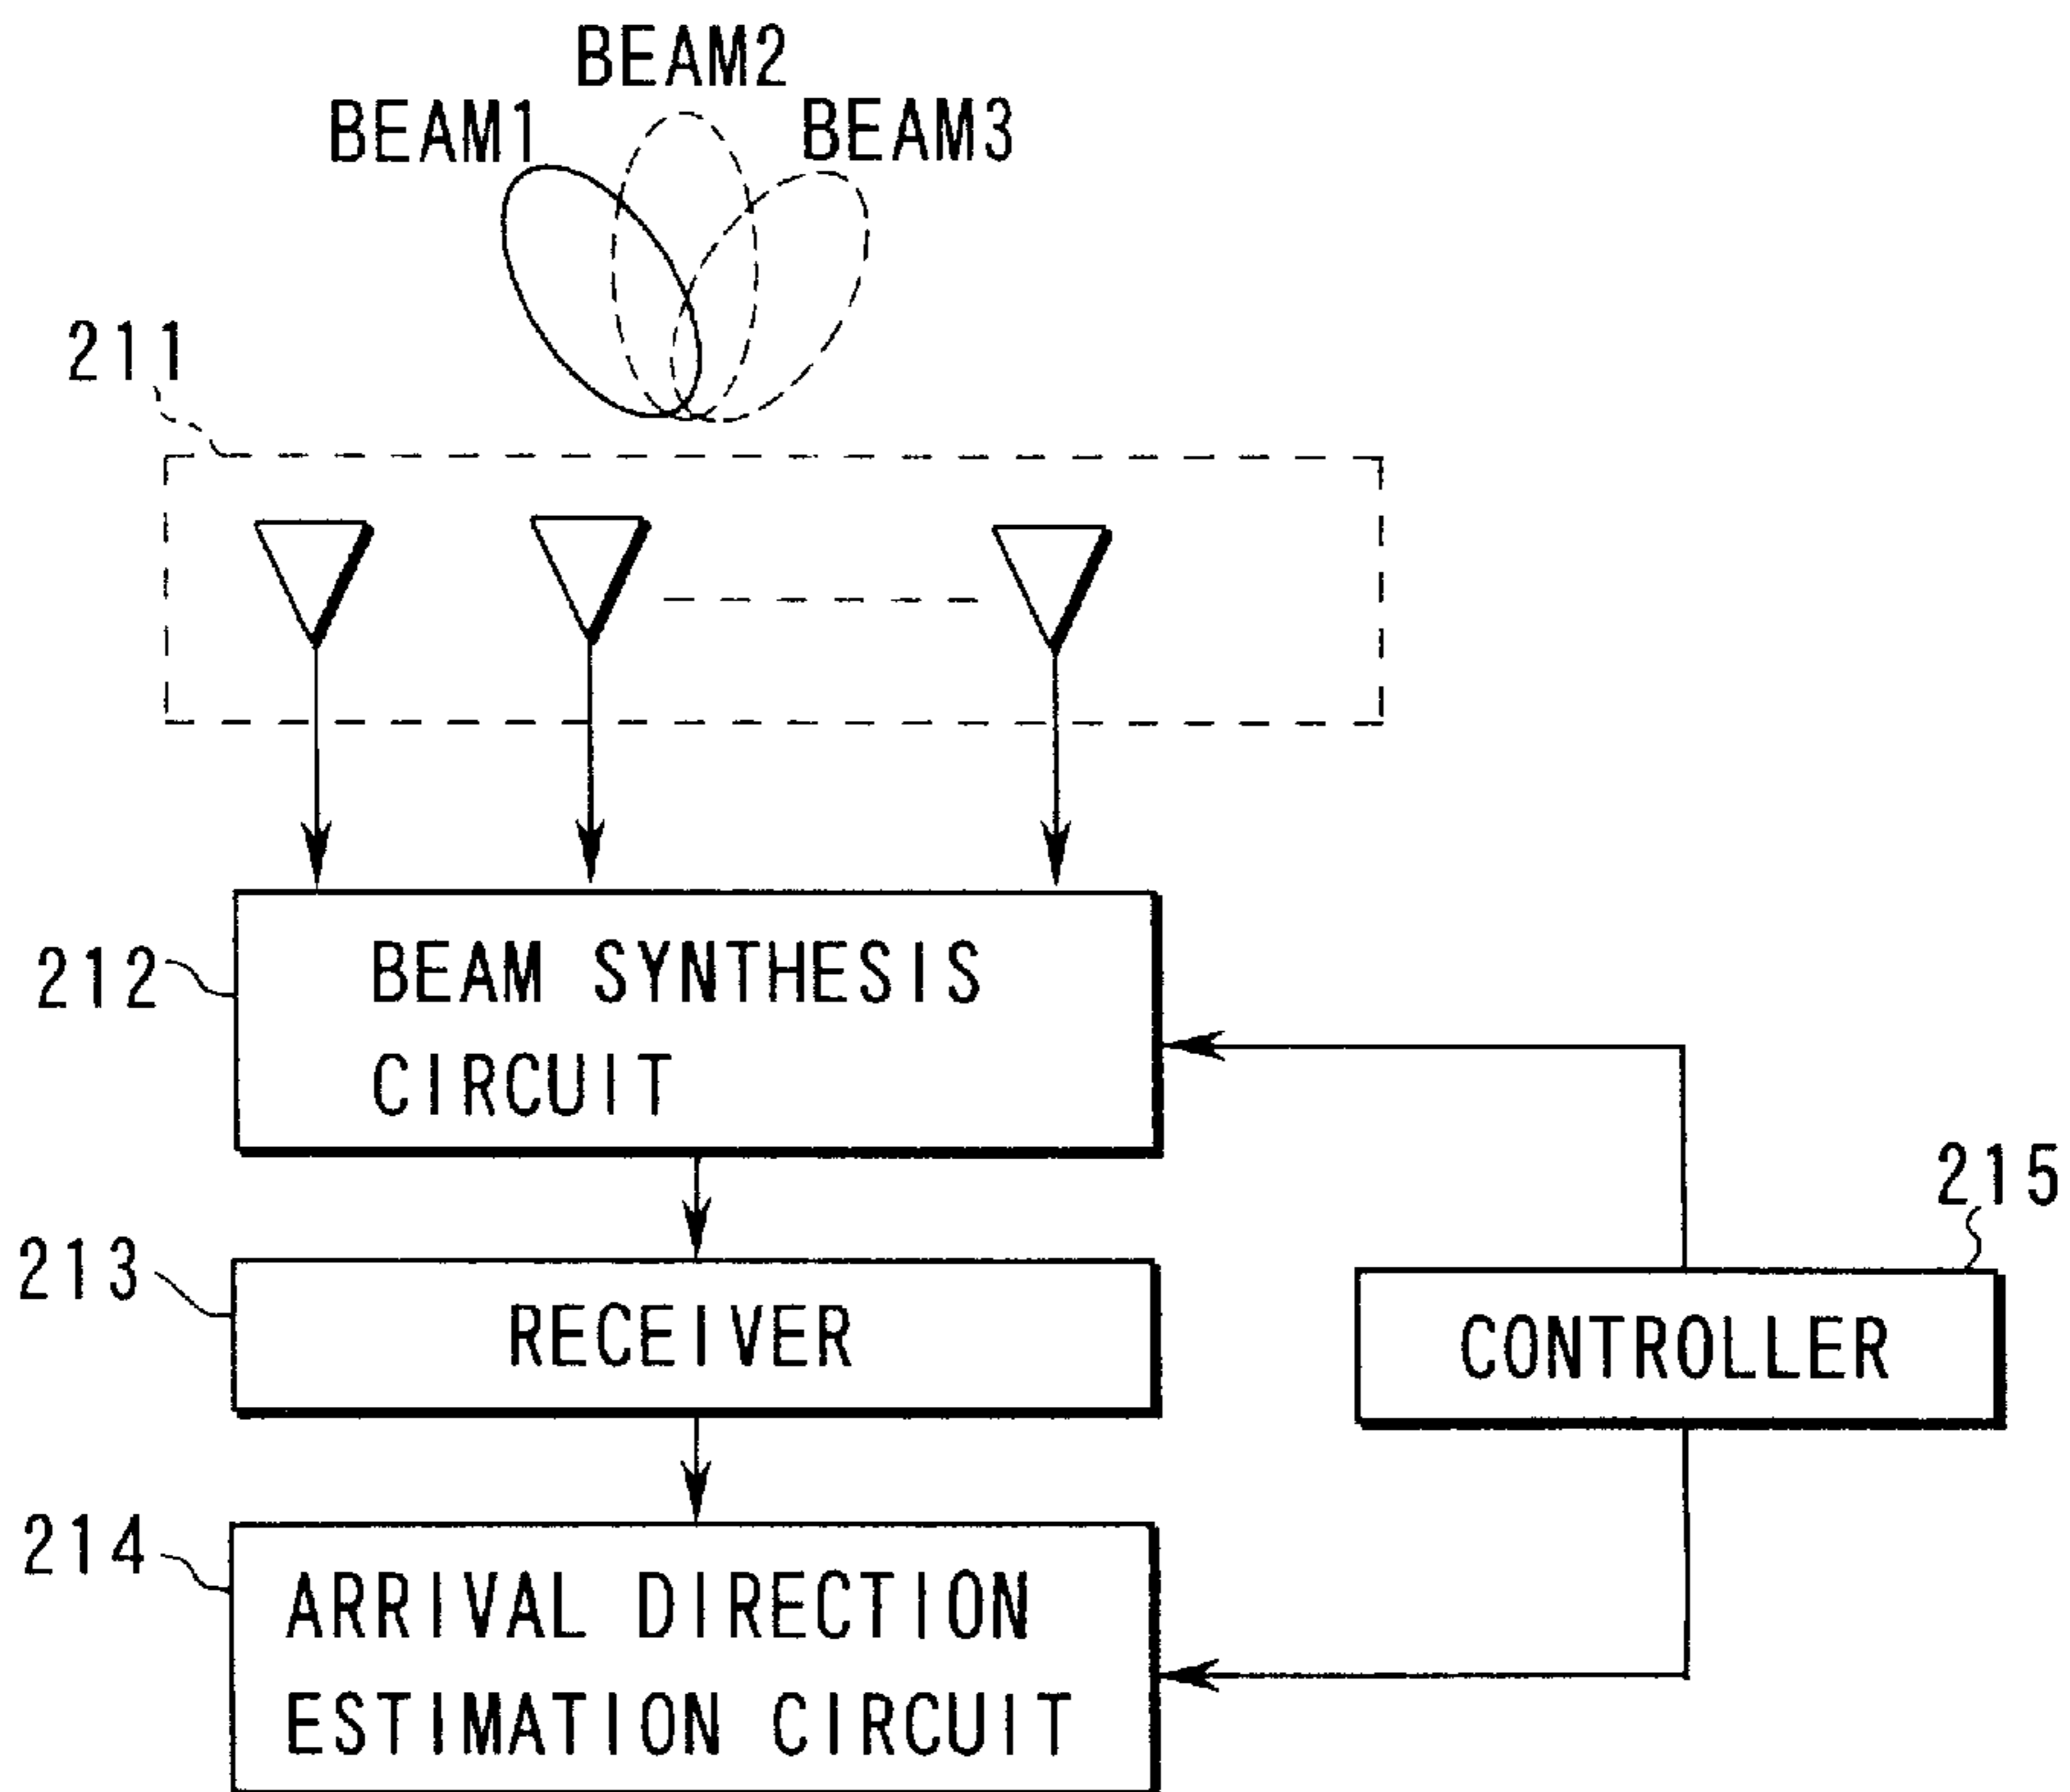 BEAM2
BEAM1
BEAM3
211
212
BEAM SYNTHESIS
CIRCUIT
215
213
RECEIVER
CONTROLLER
214
ARRIVAL DIRECTION
ESTIMATION CIRCUIT